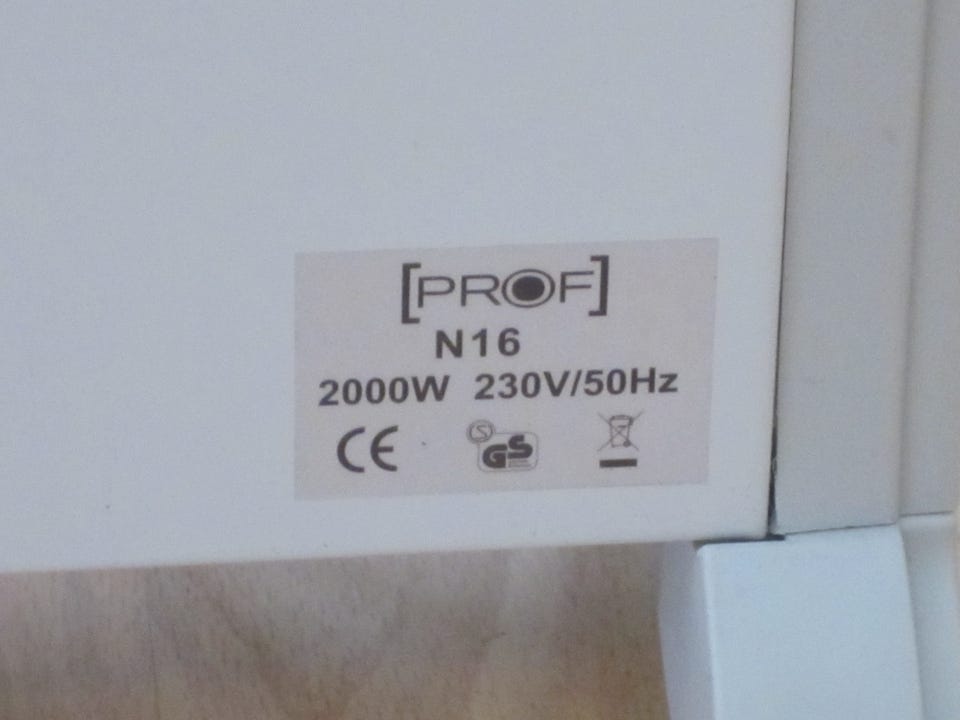 [PROF]
N16
2000W 230V/50Hz
CE GS